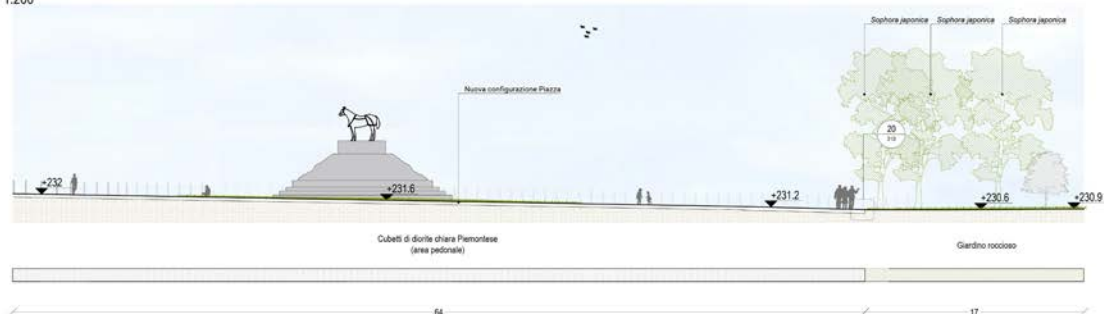 1:200
Sophora japonica
Sophora japonica
Sophora japonica
Nuova configurazione Piazza
20
+232
+231.6
+231.2
+230.6
+230.9
Cubetti di diorite chiara Piemontese
(area pedonale)
Giardino roccioso
64
17